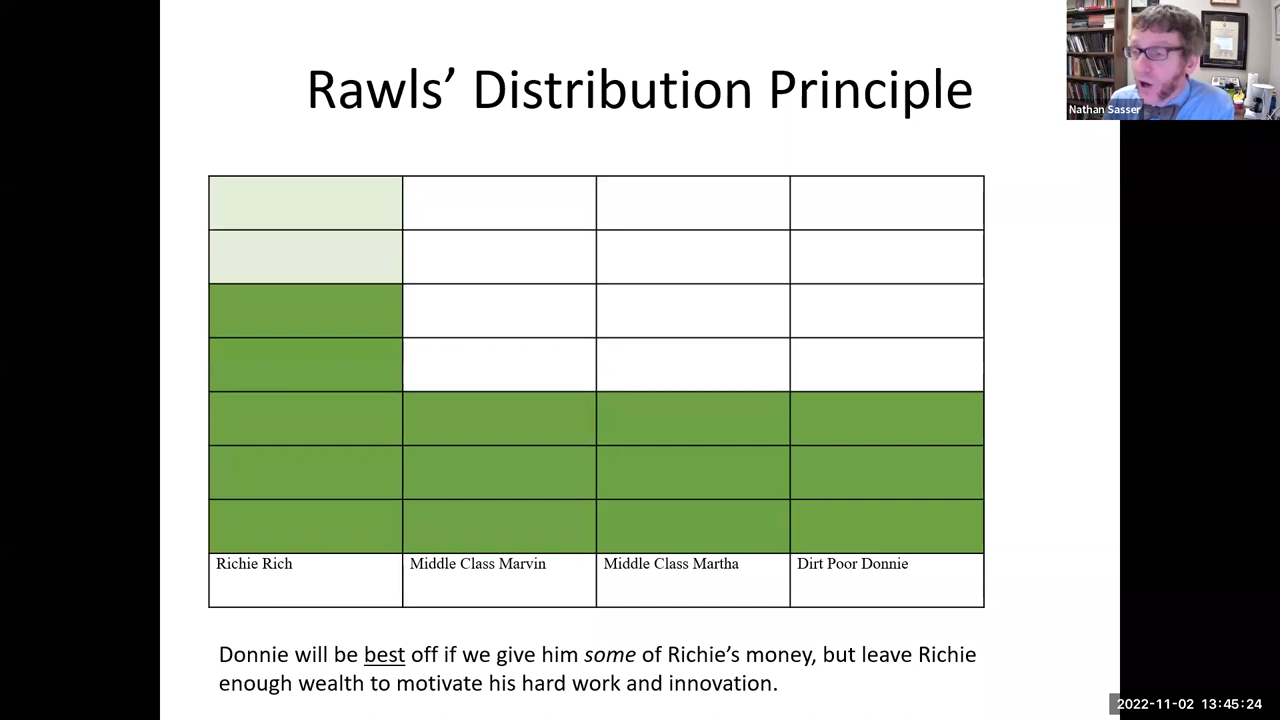 Rawls’ Distribution Principle
Nathan Sasser
Richie Rich
Middle Class Marvin
Middle Class Martha
Dirt Poor Donnie
Donnie will be best off if we give him some of Richie’s money, but leave Richie
enough wealth to motivate his hard work and innovation.
2022-11-02 13:45:24